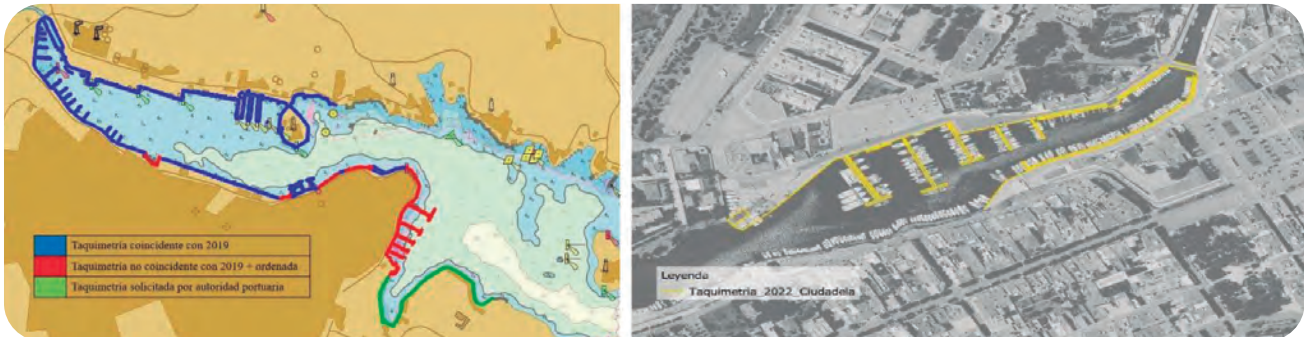 Taquimetría coincidente con 2019
Taquimetría no coincidente con 2019 + ordenada
Taquimetría solicitada por autoridad portuaria
Leyenda
Taquimetria_2022_Ciudadela